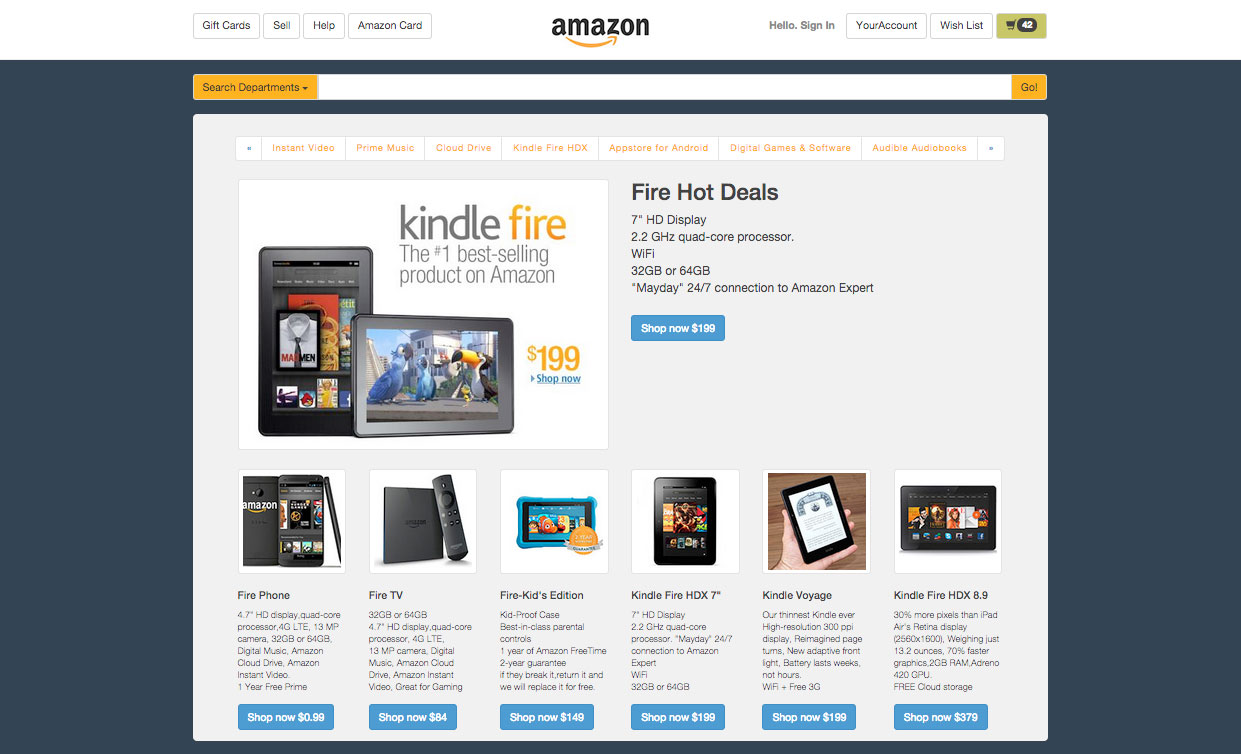 Gift Cards
Sell
Help
Amazon Card
amazon
Hello. Sign In
YourAccount
Wish List
42
Search Departments
Go!
«
Instant Video
Prime Music
Cloud Drive
Kindle Fire HDX
Appstore for Android
Digital Games & Software
Audible Audiobooks
»
kindle fire
The #1 best-selling
product on Amazon
MAD MEN
$199
Shop now
Fire Hot Deals
7" HD Display
2.2 GHz quad-core processor.
WiFi
32GB or 64GB
"Mayday" 24/7 connection to Amazon Expert
Shop now $199
amazon
Fire Phone
4.7" HD display,quad-core
processor,4G LTE, 13 MP
camera, 32GB or 64GB,
Digital Music, Amazon
Cloud Drive, Amazon
Instant Video.
1 Year Free Prime
Shop now $0.99
amazon
Fire TV
32GB or 64GB
4.7" HD display,quad-core
processor, 4G LTE,
13 MP camera, Digital
Music, Amazon Cloud
Drive, Amazon Instant
Video, Great for Gaming
Shop now $84
Fire-Kid's Edition
Kid-Proof Case
Best-in-class parental
controls
1 year of Amazon FreeTime
2-year guarantee
if they break it,return it and
we will replace it for free.
Shop now $149
Kindle Fire HDX 7"
7" HD Display
2.2 GHz quad-core
processor. "Mayday" 24/7
connection to Amazon
Expert
WiFi
32GB or 64GB
Shop now $199
Kindle Voyage
Our thinnest Kindle ever
High-resolution 300 ppi
display, Reimagined page
turns, New adaptive front
light, Battery lasts weeks,
not hours.
WiFi + Free 3G
Shop now $199
Kindle Fire HDX 8.9
30% more pixels than iPad
Air's Retina display
(2560x1600), Weighing just
13.2 ounces, 70% faster
graphics,2GB RAM,Adreno
420 GPU.
FREE Cloud storage
Shop now $379